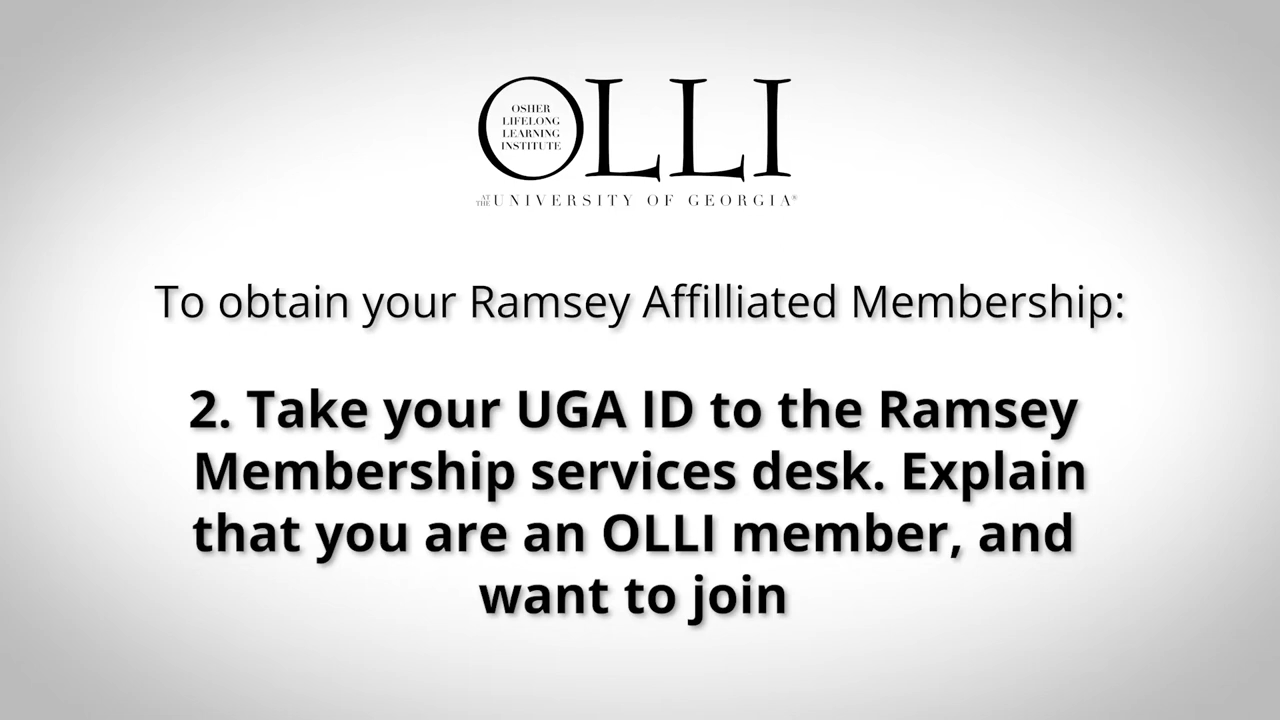 OLLI
OSHER
LIFELONG
LEARNING
INSTITUTE
AT THE UNIVERSITY OF GEORGIA®
To obtain your Ramsey Affilliated Membership:
2. Take your UGA ID to the Ramsey
Membership services desk. Explain
that you are an OLLI member, and
want to join